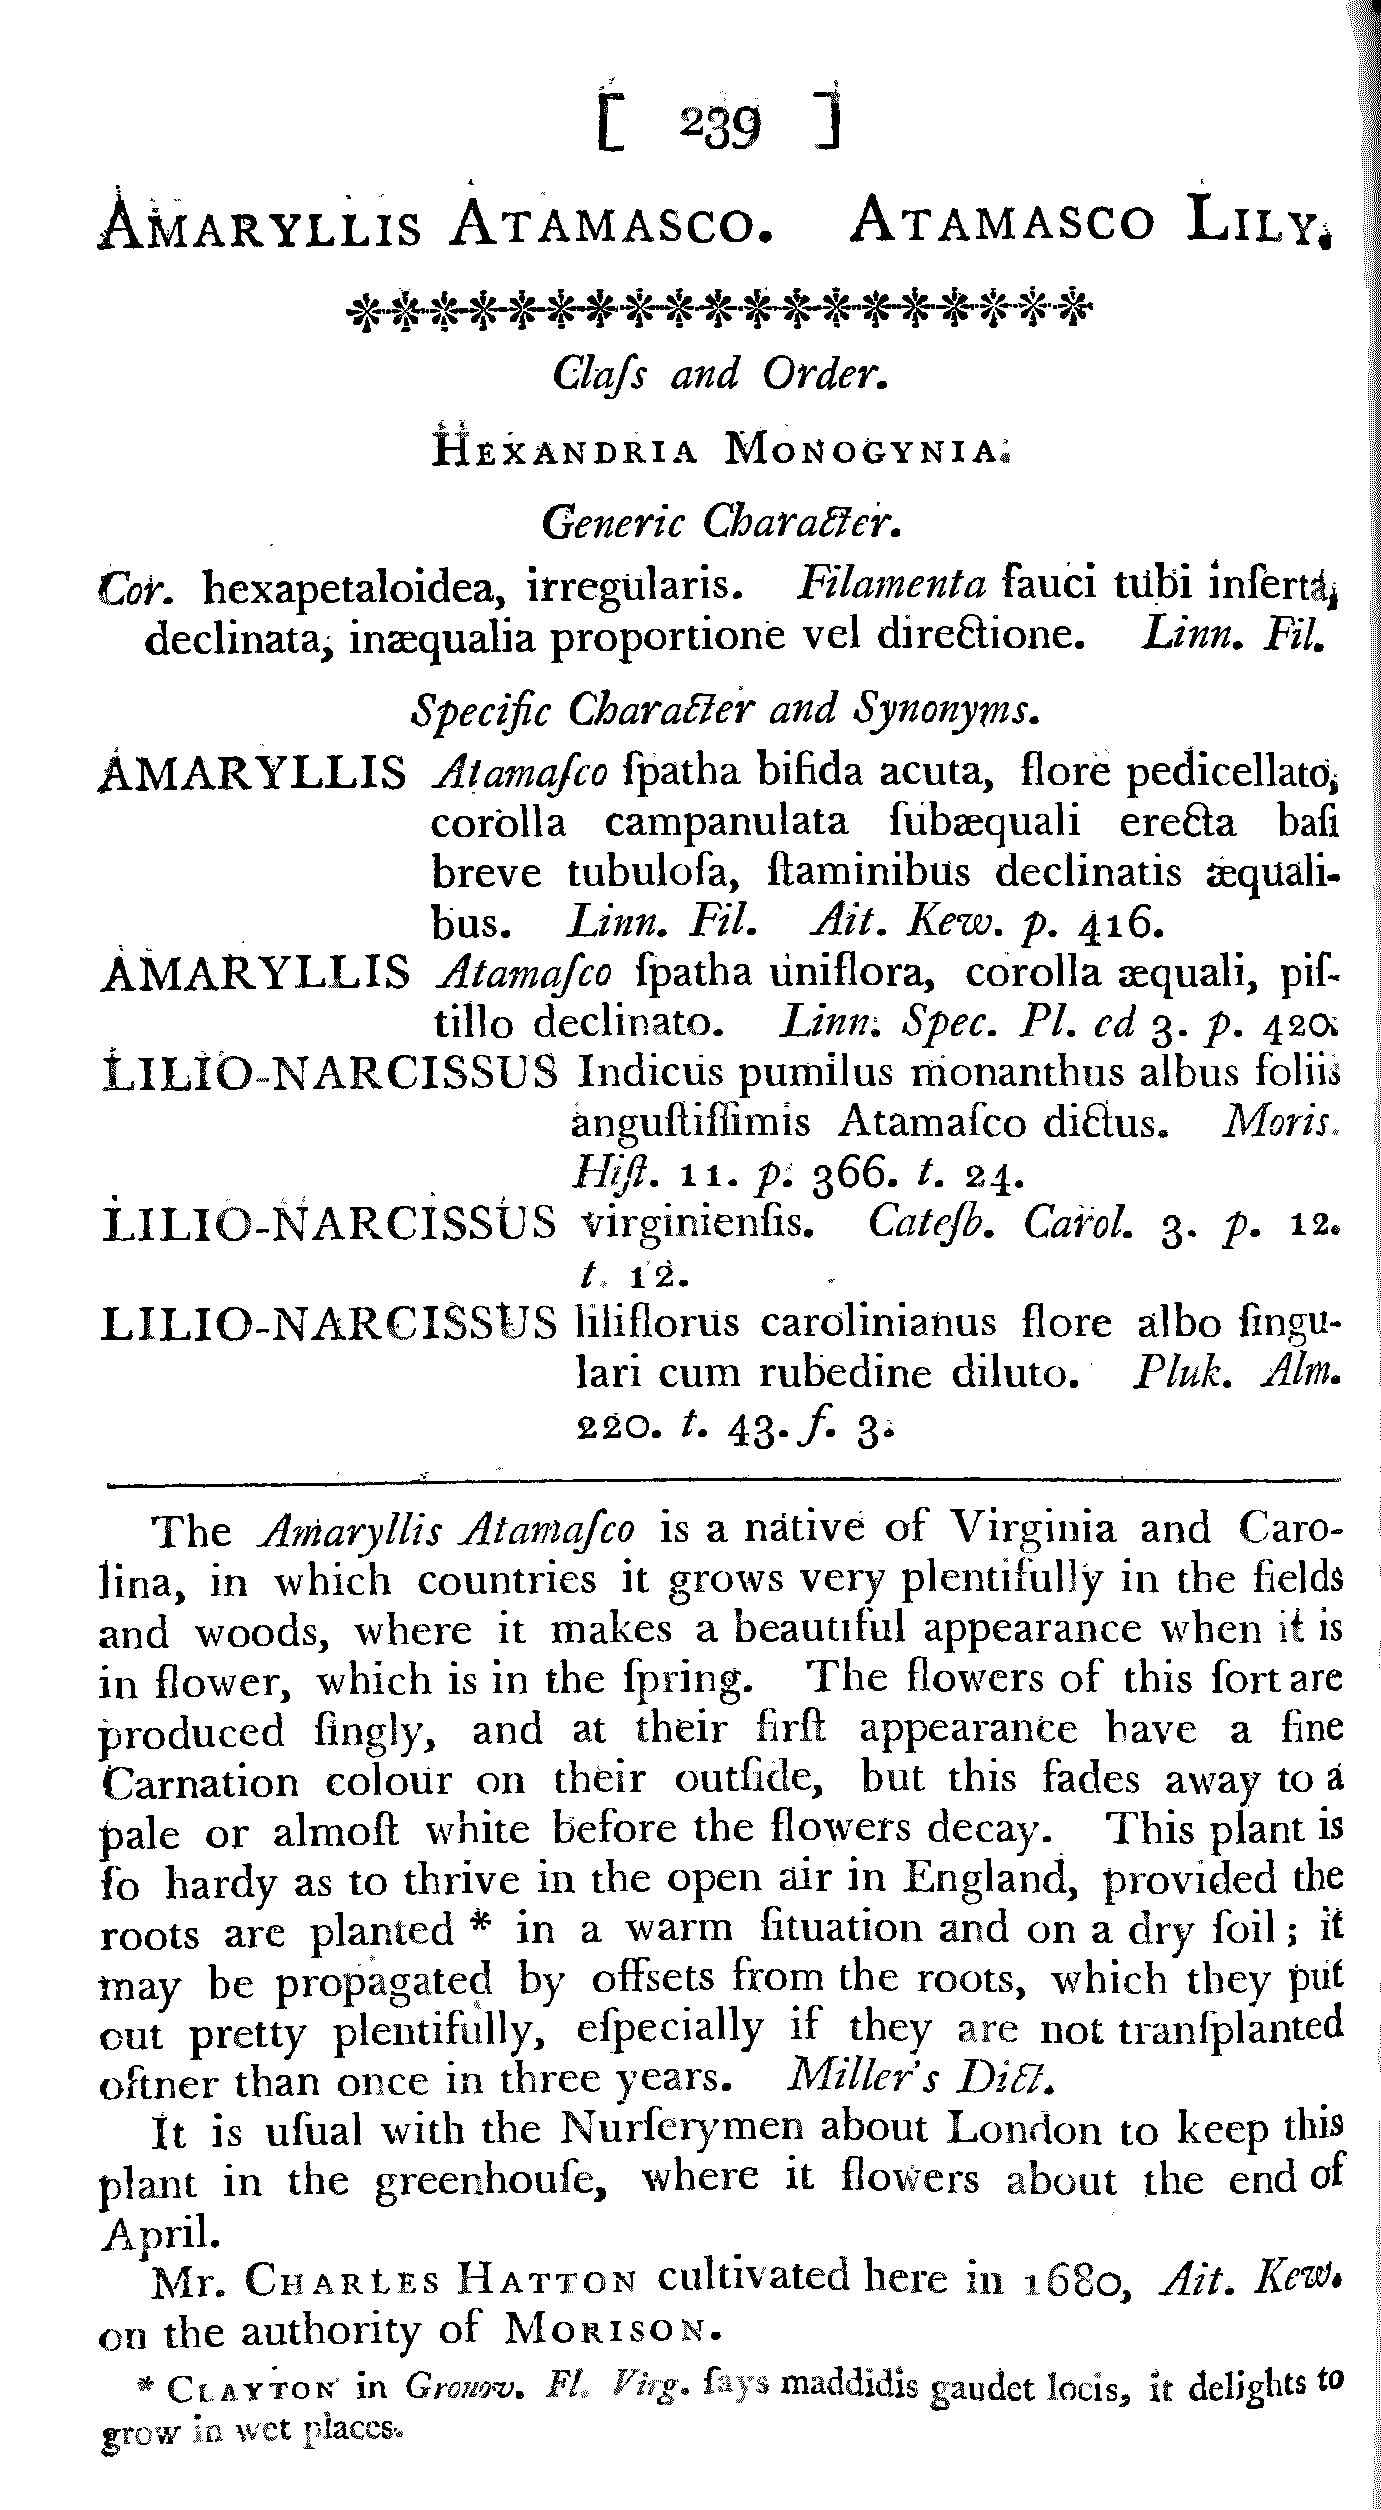 [ 239 ]
AMARYLLIS ATAMASCO. ATAMASCO LILY.
Claſs and Order.
HEXANDRIA MONOGYNIA.
Generic Character.
Cor. hexapetaloidea, irregularis. Filamenta fauci tubi inſerta,
declinata, inæqualia proportione vel directione. Linn. Fil.
Specific Character and Synonyms.
AMARYLLIS Atamaſco ſpatha bifida acuta, flore pedicellato,
corolla campanulata ſubæquali erecta baſi
breve tubuloſa, ſtaminibus declinatis æquali-
bus. Linn. Fil. Ait. Kew. p. 416.
AMARYLLIS Atamaſco ſpatha uniflora, corolla æquali, piſ-
tillo declinato. Linn. Spec. Pl. ed 3. p. 420.
LILIO-NARCISSUS Indicus pumilus monanthus albus foliis
anguſtiſſimis Atamaſco dictus. Moris.
Hiſt. 11. p. 366. t. 24.
LILIO-NARCISSUS virginienſis. Cateſb. Carol. 3. p. 12.
t. 12.
LILIO-NARCISSUS liliflorus carolinianus flore albo ſingu-
lari cum rubedine diluto. Pluk. Alm.
220. t. 43. f. 3.
The Amaryllis Atamaſco is a native of Virginia and Caro-
lina, in which countries it grows very plentifully in the fields
and woods, where it makes a beautiful appearance when it is
in flower, which is in the ſpring. The flowers of this ſort are
produced ſingly, and at their firſt appearance have a fine
Carnation colour on their outſide, but this fades away to a
pale or almoſt white before the flowers decay. This plant is
ſo hardy as to thrive in the open air in England, provided the
roots are planted * in a warm ſituation and on a dry ſoil; it
may be propagated by offsets from the roots, which they put
out pretty plentifully, eſpecially if they are not tranſplanted
oftner than once in three years. Miller's Dict.
It is uſual with the Nurſerymen about London to keep this
plant in the greenhouſe, where it flowers about the end of
April.
Mr. CHARLES HATTON cultivated here in 1680, Ait. Kew.
on the authority of MORISON.
* CLAYTON in Gronov. Fl. Virg. ſays maddidis gaudet locis, it delights to
grow in wet places.